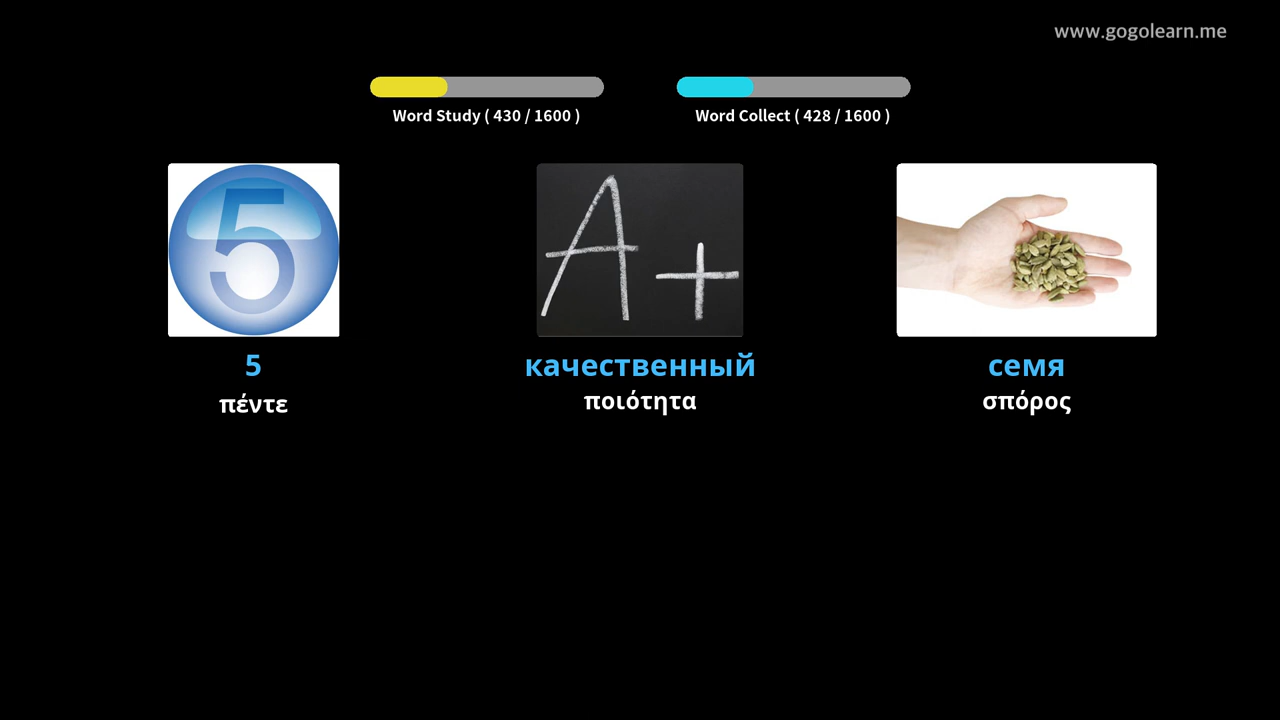 www.gogolearn.me
Word Study ( 430 / 1600 )
Word Collect ( 428 / 1600 )
5
A+
5
качественный
семя
πέντε
ποιότητα
σπόρος